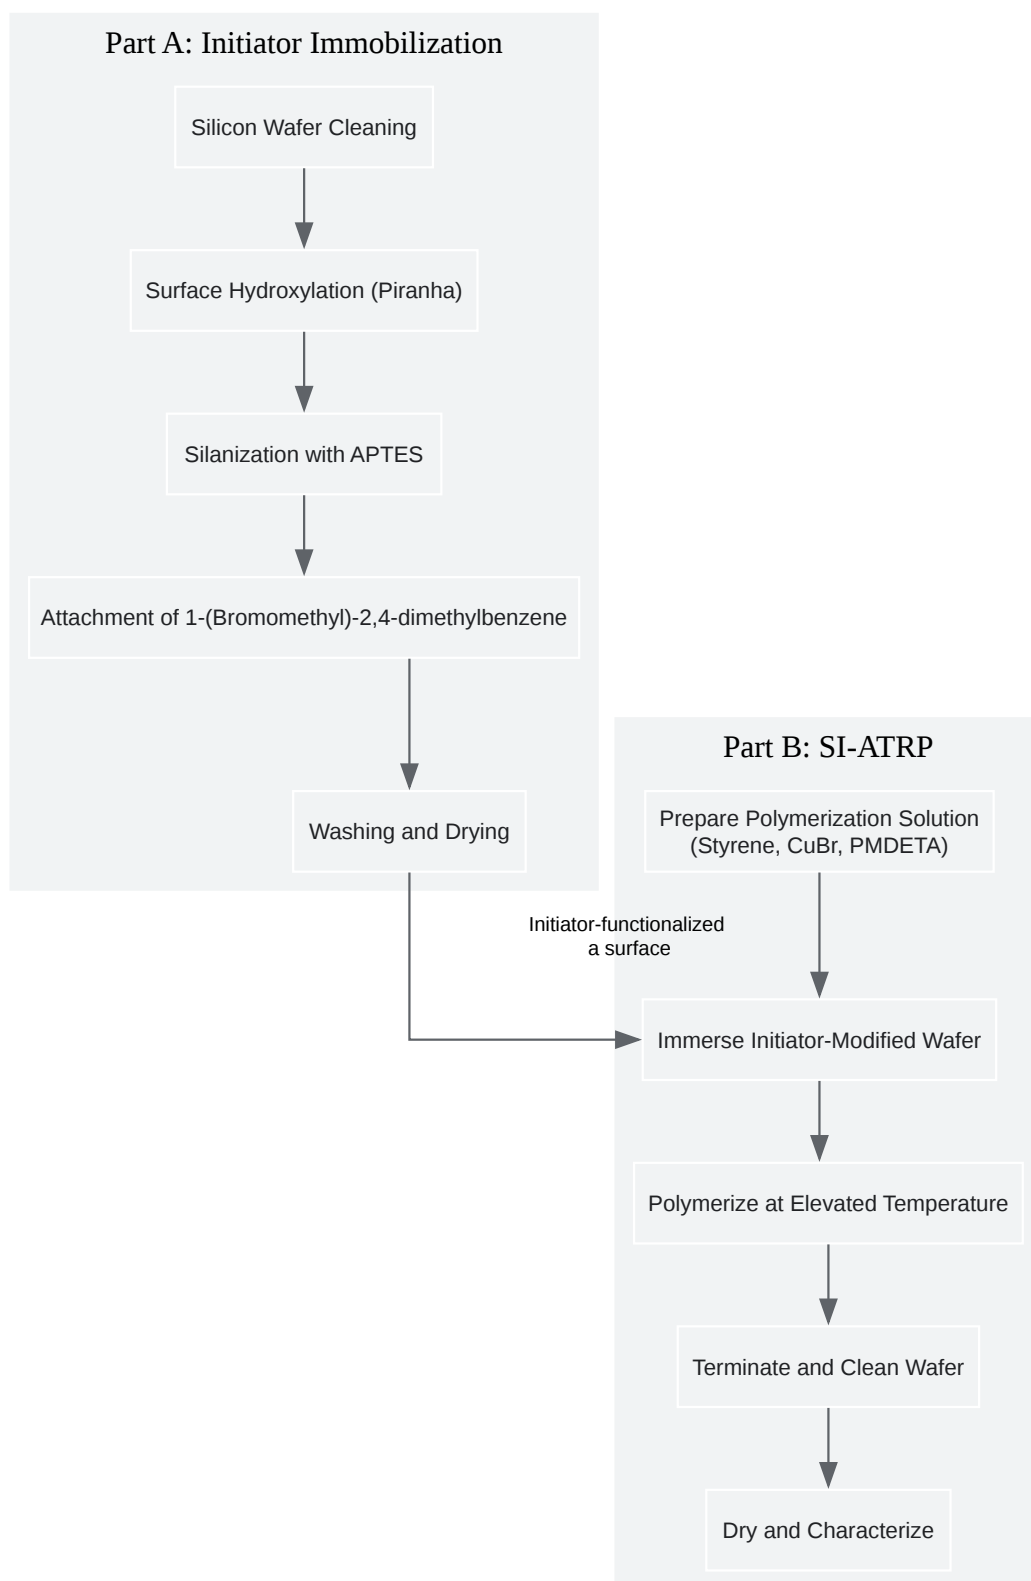 Part A: Initiator Immobilization
Silicon Wafer Cleaning
Surface Hydroxylation (Piranha)
Silanization with APTES
Attachment of 1-(Bromomethyl)-2,4-dimethylbenzene
Washing and Drying
Part B: SI-ATRP
Prepare Polymerization Solution
(Styrene, CuBr, PMDETA)
Initiator-functionalized
a surface
Immerse Initiator-Modified Wafer
Polymerize at Elevated Temperature
Terminate and Clean Wafer
Dry and Characterize